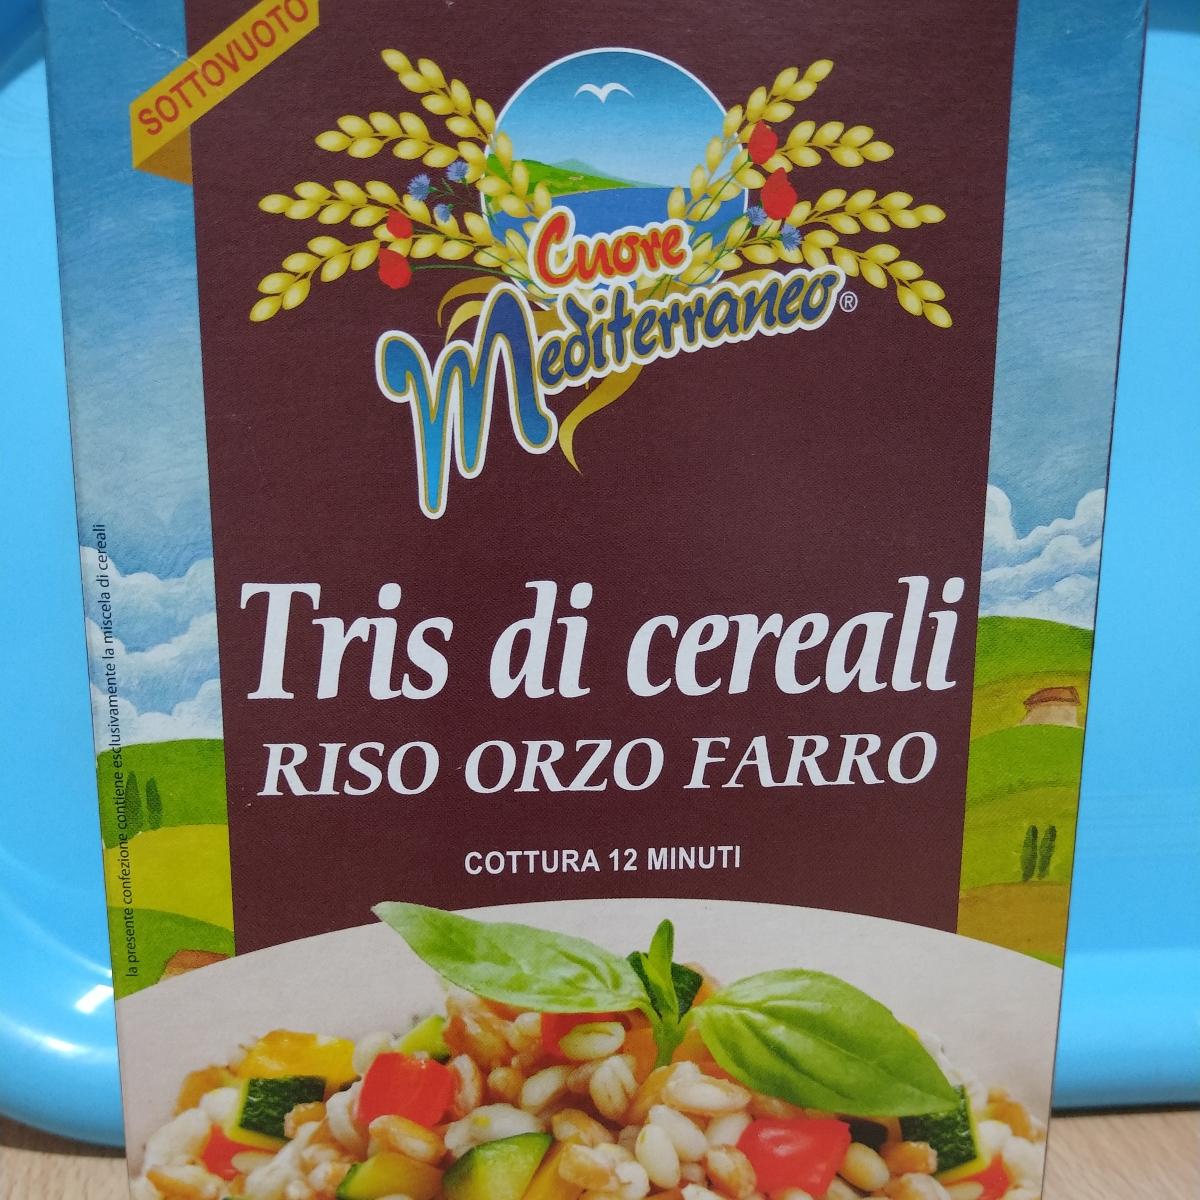 SOTTOVUOTO
Cuore
Mediterraneo®
Tris di cereali
RISO ORZO FARRO
COTTURA 12 MINUTI
la presente confezione contiene esclusivamente la miscela di cereali